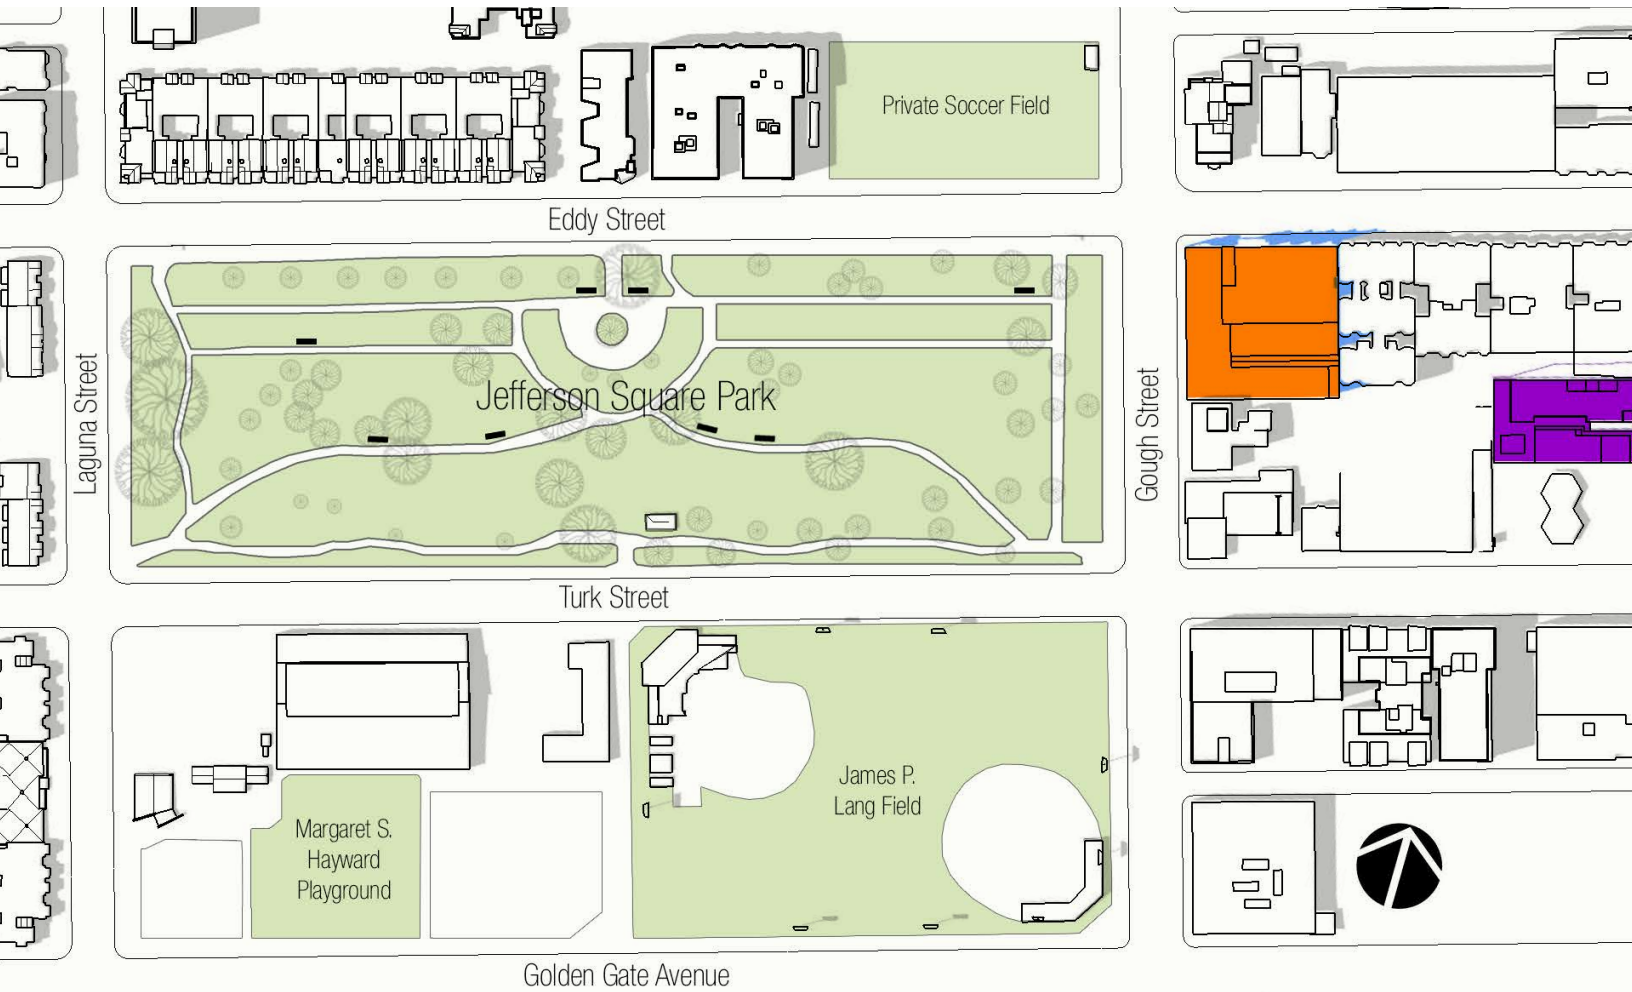 Private Soccer Field
Eddy Street
Laguna Street
Jefferson Square Park
Gough Street
Turk Street
James P.
Lang Field
Margaret S.
Hayward
Playground
Golden Gate Avenue